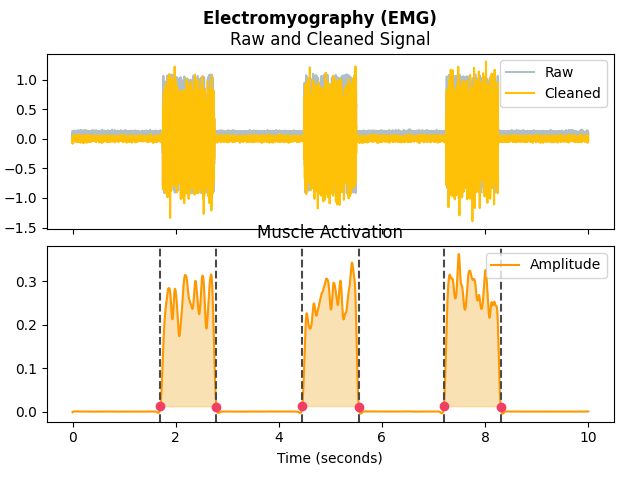 Electromyography (EMG)
Raw and Cleaned Signal
1.0
0.5
0.0
−0.5
−1.0
−1.5
Raw
Cleaned
Muscle Activation
0.3
0.2
0.1
0.0
Amplitude
0 2 4 6 8 10
Time (seconds)